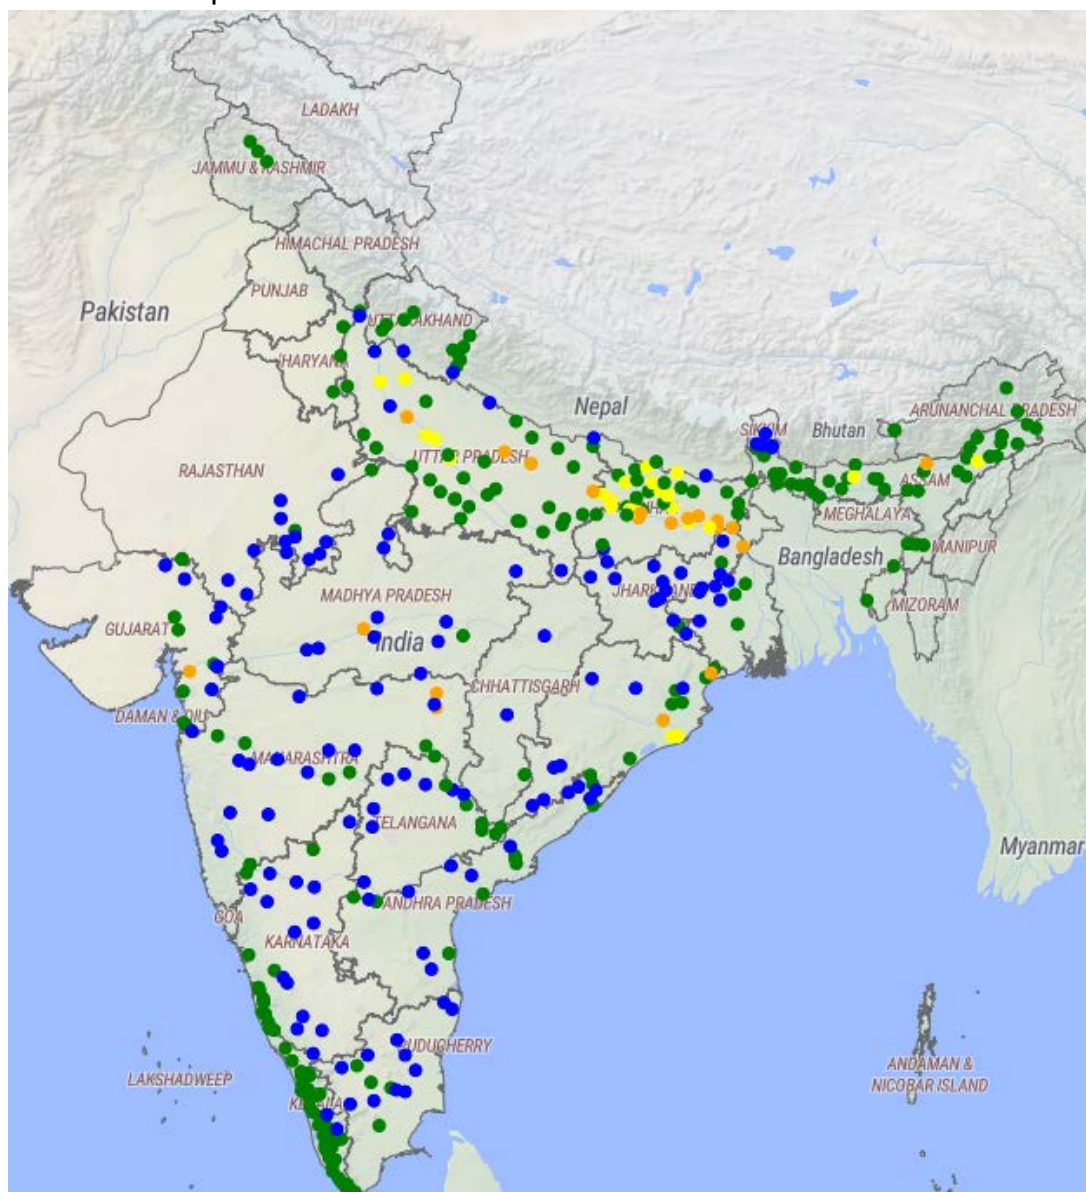 LADAKH
JAMMU & KASHMIR
HIMACHAL PRADESH
PUNJAB
Pakistan
UTTARAKHAND
HARYANA
Nepal
ARUNANCHAL PRADESH
SIKKIM
Bhutan
UTTAR PRADESH
RAJASTHAN
ASSAM
BIHAR
MEGHALAYA
MANIPUR
Bangladesh
JHARKHAND
MADHYA PRADESH
MIZORAM
GUJARAT
India
CHHATTISGARH
DAMAN & DIU
MAHARASHTRA
TELANGANA
Myanmar
ANDHRA PRADESH
GOA
KARNATAKA
PUDUCHERRY
ANDAMAN &
NICOBAR ISLAND
LAKSHADWEEP
KERALA